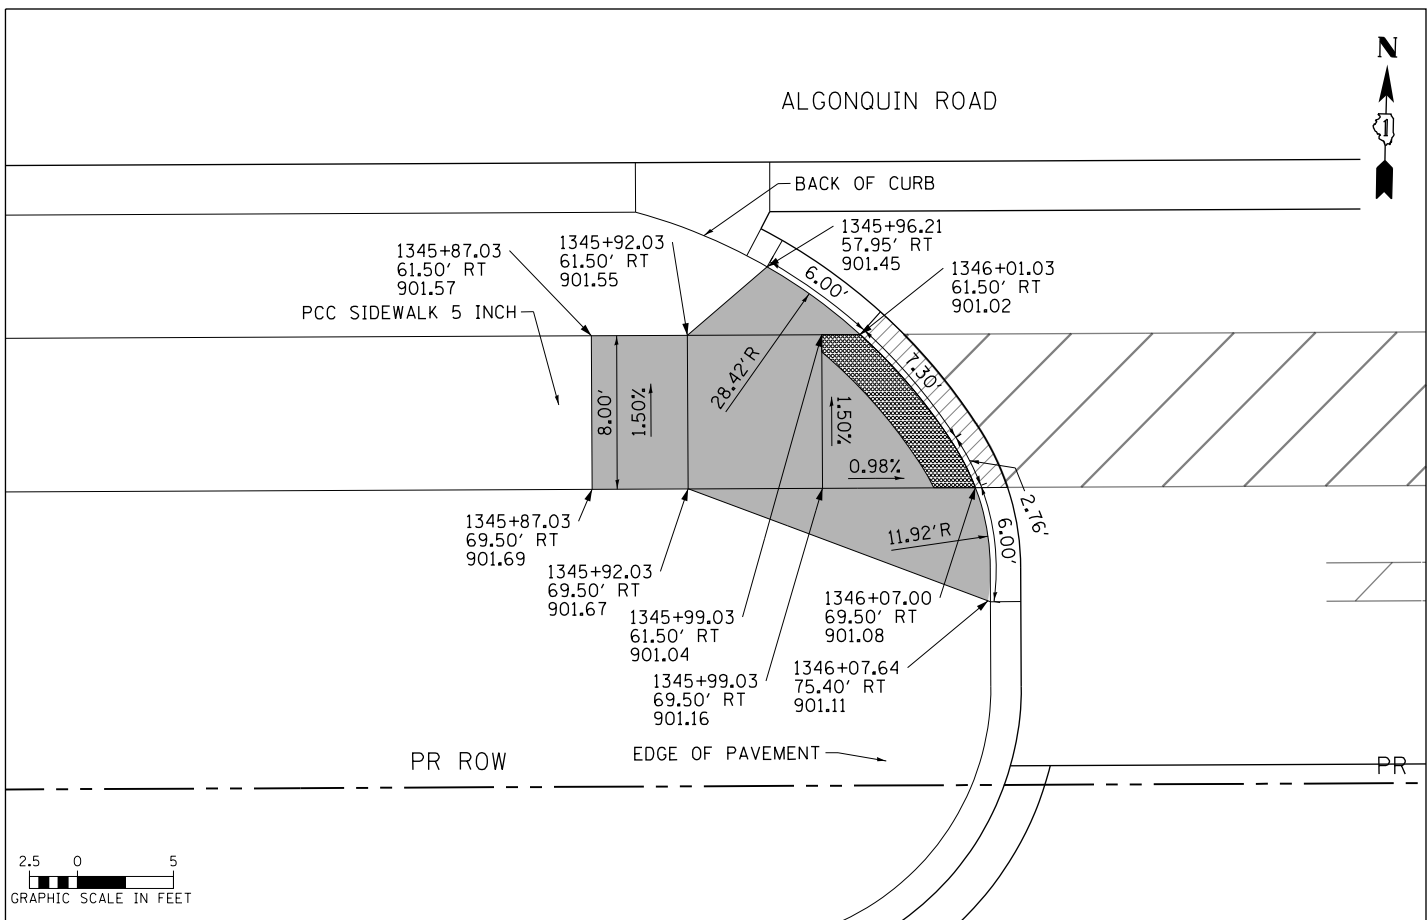 N
ALGONQUIN ROAD
1
BACK OF CURB
1345+96.21
57.95' RT
901.45
1345+87.03
61.50' RT
901.57
1345+92.03
61.50' RT
901.55
1346+01.03
61.50' RT
901.02
6.00'
PCC SIDEWALK 5 INCH
28.42'R
7.30'
8.00'
1.50%
1.50%
0.98%
2.76'
11.92'R
6.00'
1345+87.03
69.50' RT
901.69
1345+92.03
69.50' RT
901.67
1345+99.03
61.50' RT
901.04
1346+07.00
69.50' RT
901.08
1345+99.03
69.50' RT
901.16
1346+07.64
75.40' RT
901.11
EDGE OF PAVEMENT
PR ROW
PR
2.5 0 5
GRAPHIC SCALE IN FEET